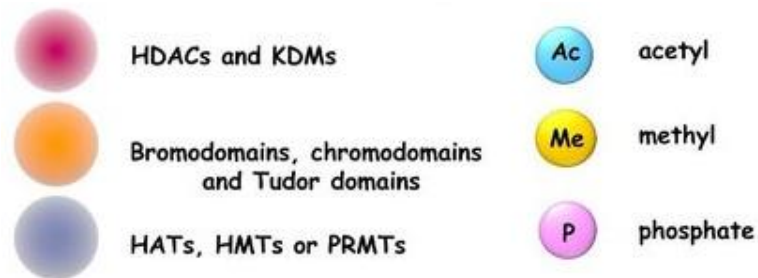 HDACs and KDMs
Ac acetyl
Bromodomains, chromodomains
and Tudor domains
Me methyl
HATs, HMTs or PRMTs
P phosphate